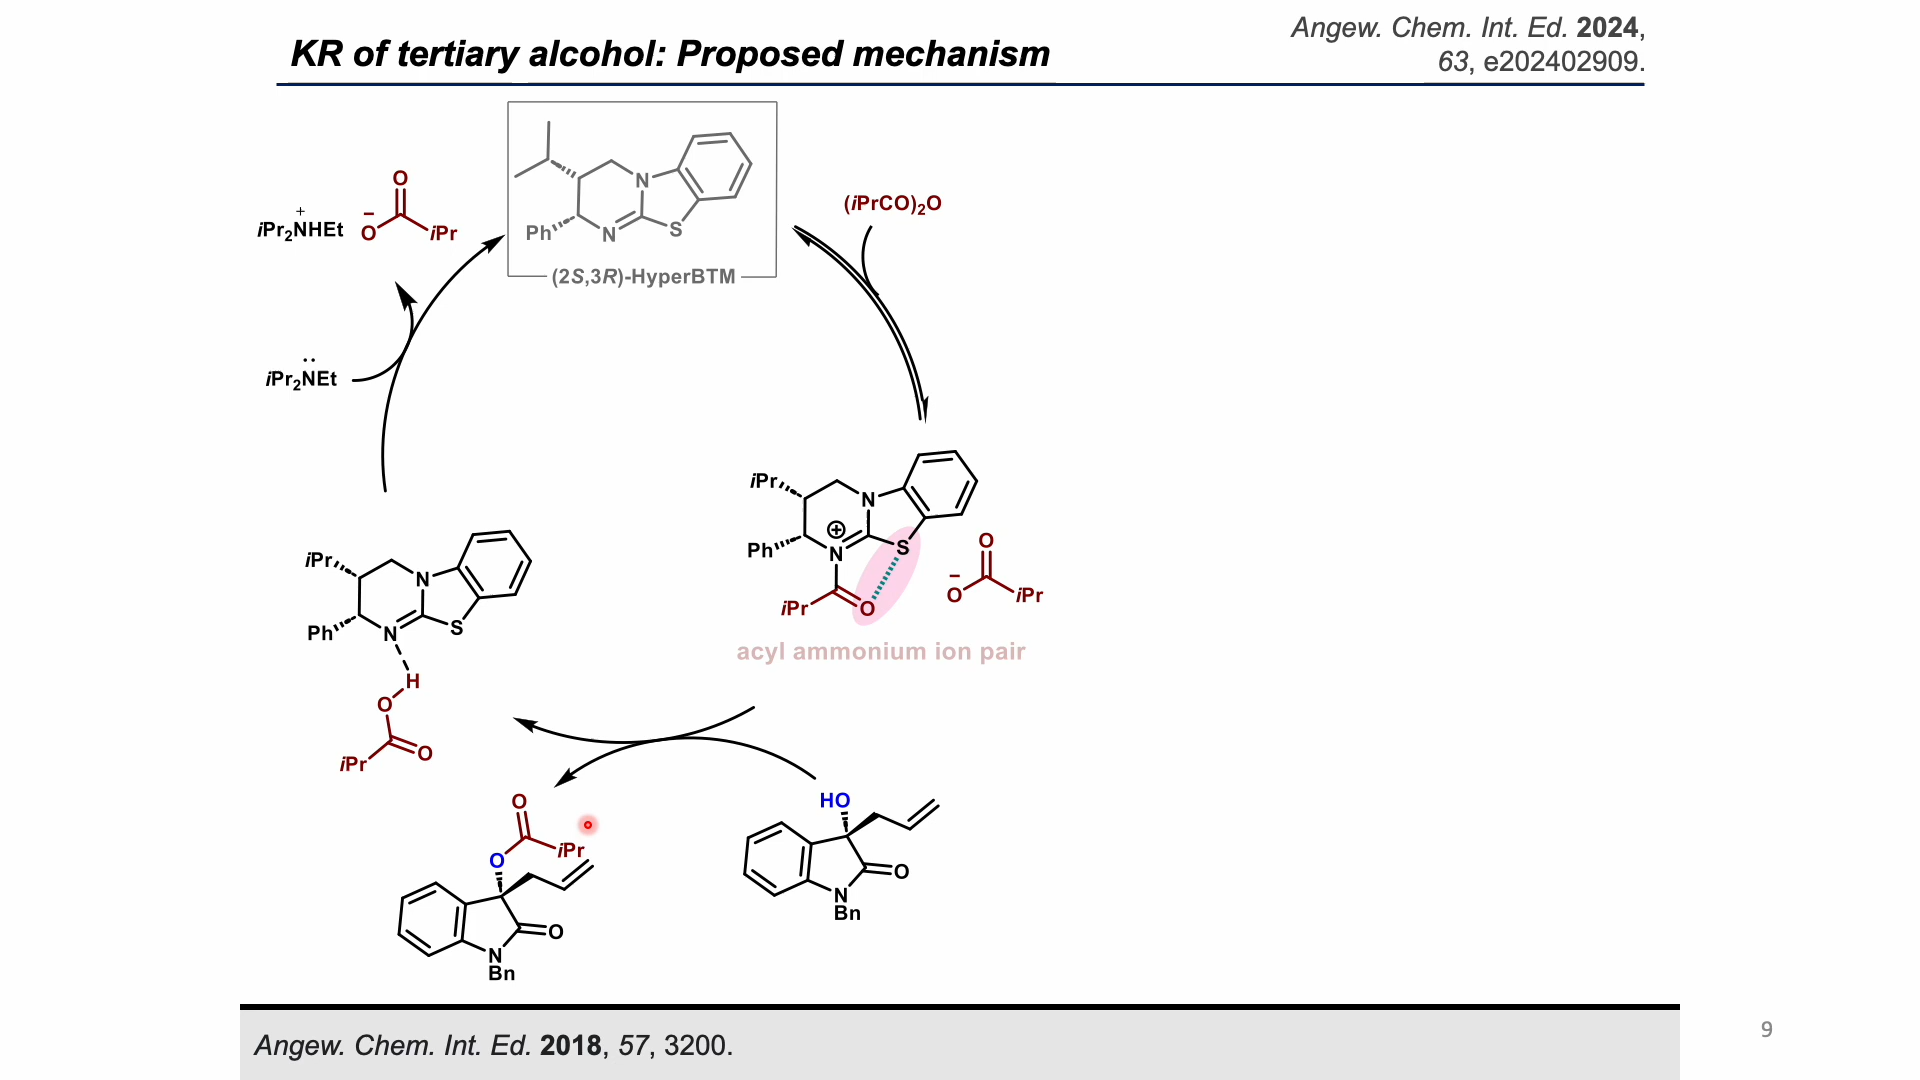 KR of tertiary alcohol: Proposed mechanism
Angew. Chem. Int. Ed. 2024,
63, e202402909.
N
Ph
N
S
(2S,3R)-HyperBTM
(iPrCO)₂O
O
+
−
iPr₂NHEt
O
iPr
··
iPr₂NEt
iPr
N
⊕
Ph
N
S
iPr
O
O
−
O
iPr
acyl ammonium ion pair
iPr
N
Ph
N
S
H
O
O
iPr
O
O
iPr
O
N
Bn
HO
O
N
Bn
Angew. Chem. Int. Ed. 2018, 57, 3200.
9